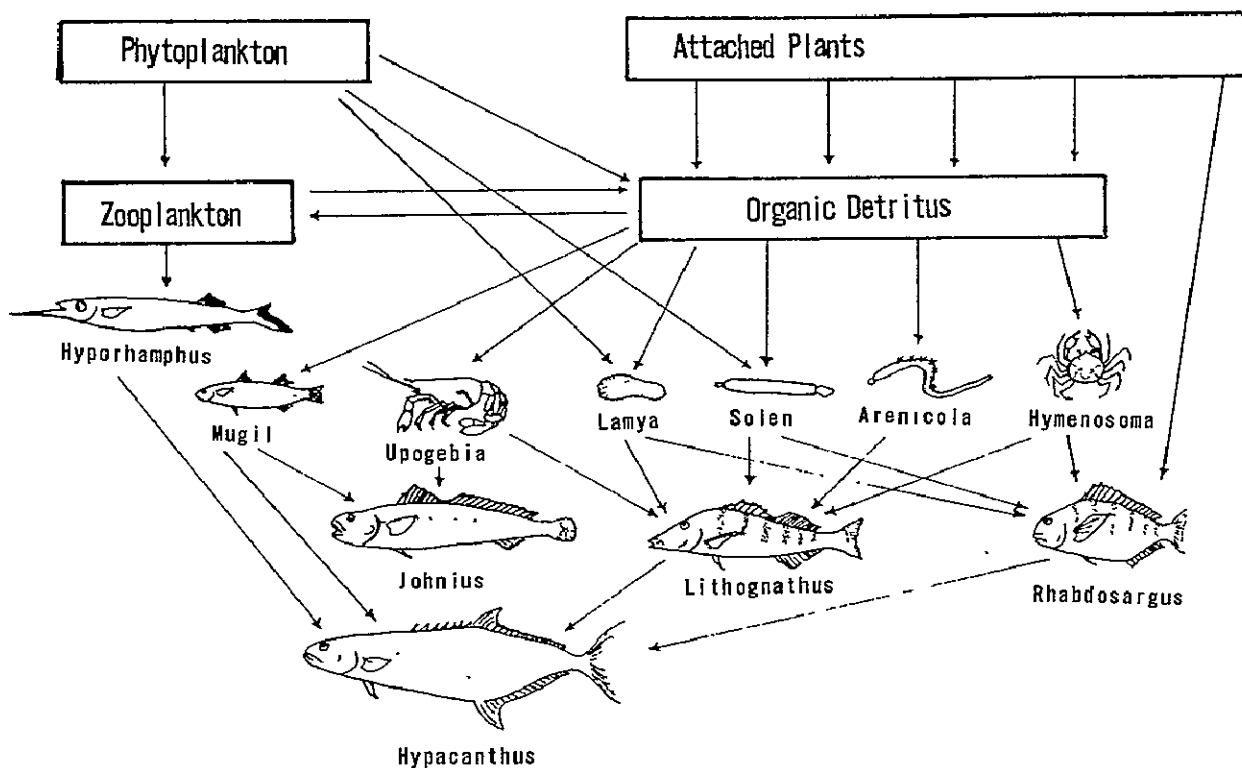 Phytoplankton
Attached Plants
Zooplankton
Organic Detritus
Hyporhamphus
Mugil
Upogebia
Lamya
Solen
Arenicola
Hymenosoma
Johnius
Lithognathus
Rhabdosargus
Hypacanthus